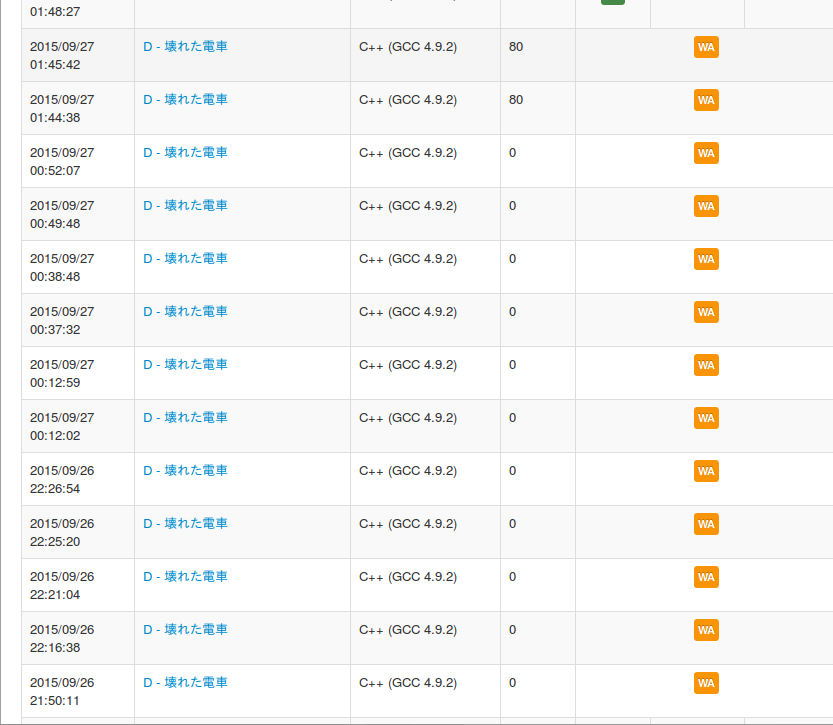 01:48:27
2015/09/27 D - 壊れた電車 C++ (GCC 4.9.2) 80 WA
01:45:42
2015/09/27 D - 壊れた電車 C++ (GCC 4.9.2) 80 WA
01:44:38
2015/09/27 D - 壊れた電車 C++ (GCC 4.9.2) 0 WA
00:52:07
2015/09/27 D - 壊れた電車 C++ (GCC 4.9.2) 0 WA
00:49:48
2015/09/27 D - 壊れた電車 C++ (GCC 4.9.2) 0 WA
00:38:48
2015/09/27 D - 壊れた電車 C++ (GCC 4.9.2) 0 WA
00:37:32
2015/09/27 D - 壊れた電車 C++ (GCC 4.9.2) 0 WA
00:12:59
2015/09/27 D - 壊れた電車 C++ (GCC 4.9.2) 0 WA
00:12:02
2015/09/26 D - 壊れた電車 C++ (GCC 4.9.2) 0 WA
22:26:54
2015/09/26 D - 壊れた電車 C++ (GCC 4.9.2) 0 WA
22:25:20
2015/09/26 D - 壊れた電車 C++ (GCC 4.9.2) 0 WA
22:21:04
2015/09/26 D - 壊れた電車 C++ (GCC 4.9.2) 0 WA
22:16:38
2015/09/26 D - 壊れた電車 C++ (GCC 4.9.2) 0 WA
21:50:11